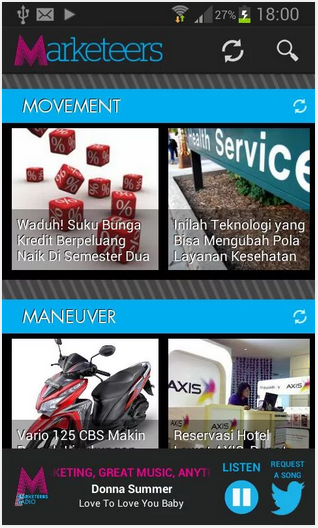 27% 18:00
Marketeers
MOVEMENT
Waduh! Suku Bunga
Kredit Berpeluang
Naik Di Semester Dua
Health Service
Inilah Teknologi yang
Bisa Mengubah Pola
Layanan Kesehatan
MANEUVER
Vario 125 CBS Makin
AXIS
AXIS
Reservasi Hotel
KETING, GREAT MUSIC, ANYT
Donna Summer
Love To Love You Baby
LISTEN
REQUEST
A SONG
MARKETEERS
RADIO